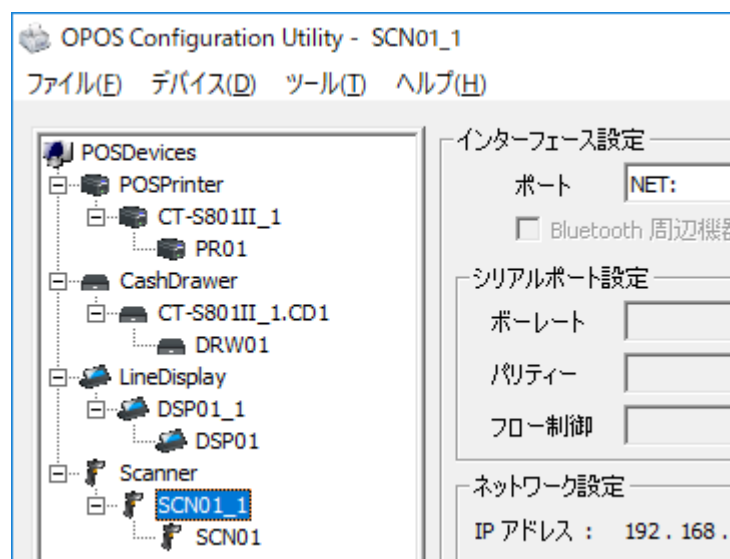 OPOS Configuration Utility - SCN01_1
ファイル(F) デバイス(D) ツール(T) ヘルプ(H)
POSDevices
POSPrinter
CT-S801II_1
PR01
CashDrawer
CT-S801II_1.CD1
DRW01
LineDisplay
DSP01_1
DSP01
Scanner
SCN01_1
SCN01
インターフェース設定
ポート NET:
Bluetooth 周辺機器
シリアルポート設定
ボーレート
パリティー
フロー制御
ネットワーク設定
IP アドレス : 192 . 168 .